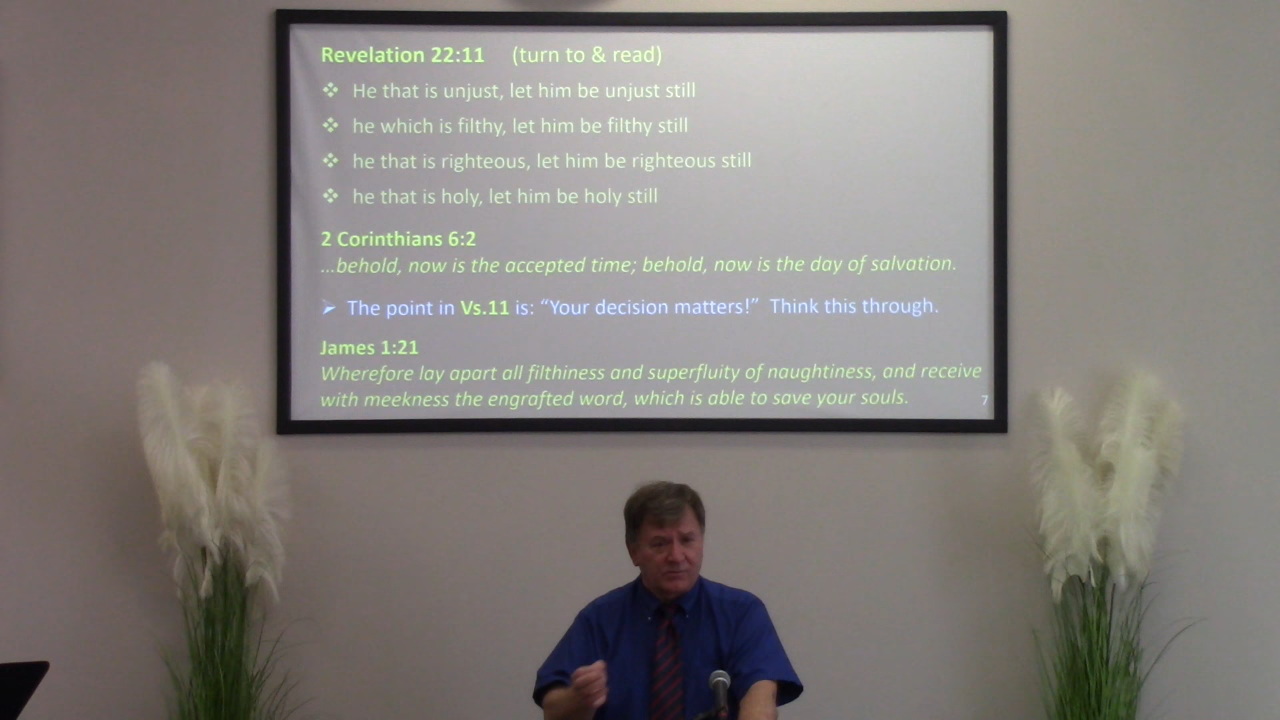 Revelation 22:11 (turn to & read)
❖ He that is unjust, let him be unjust still
❖ he which is filthy, let him be filthy still
❖ he that is righteous, let him be righteous still
❖ he that is holy, let him be holy still
2 Corinthians 6:2
…behold, now is the accepted time; behold, now is the day of salvation.
➢ The point in Vs.11 is: “Your decision matters!” Think this through.
James 1:21
Wherefore lay apart all filthiness and superfluity of naughtiness, and receive
with meekness the engrafted word, which is able to save your souls.
7